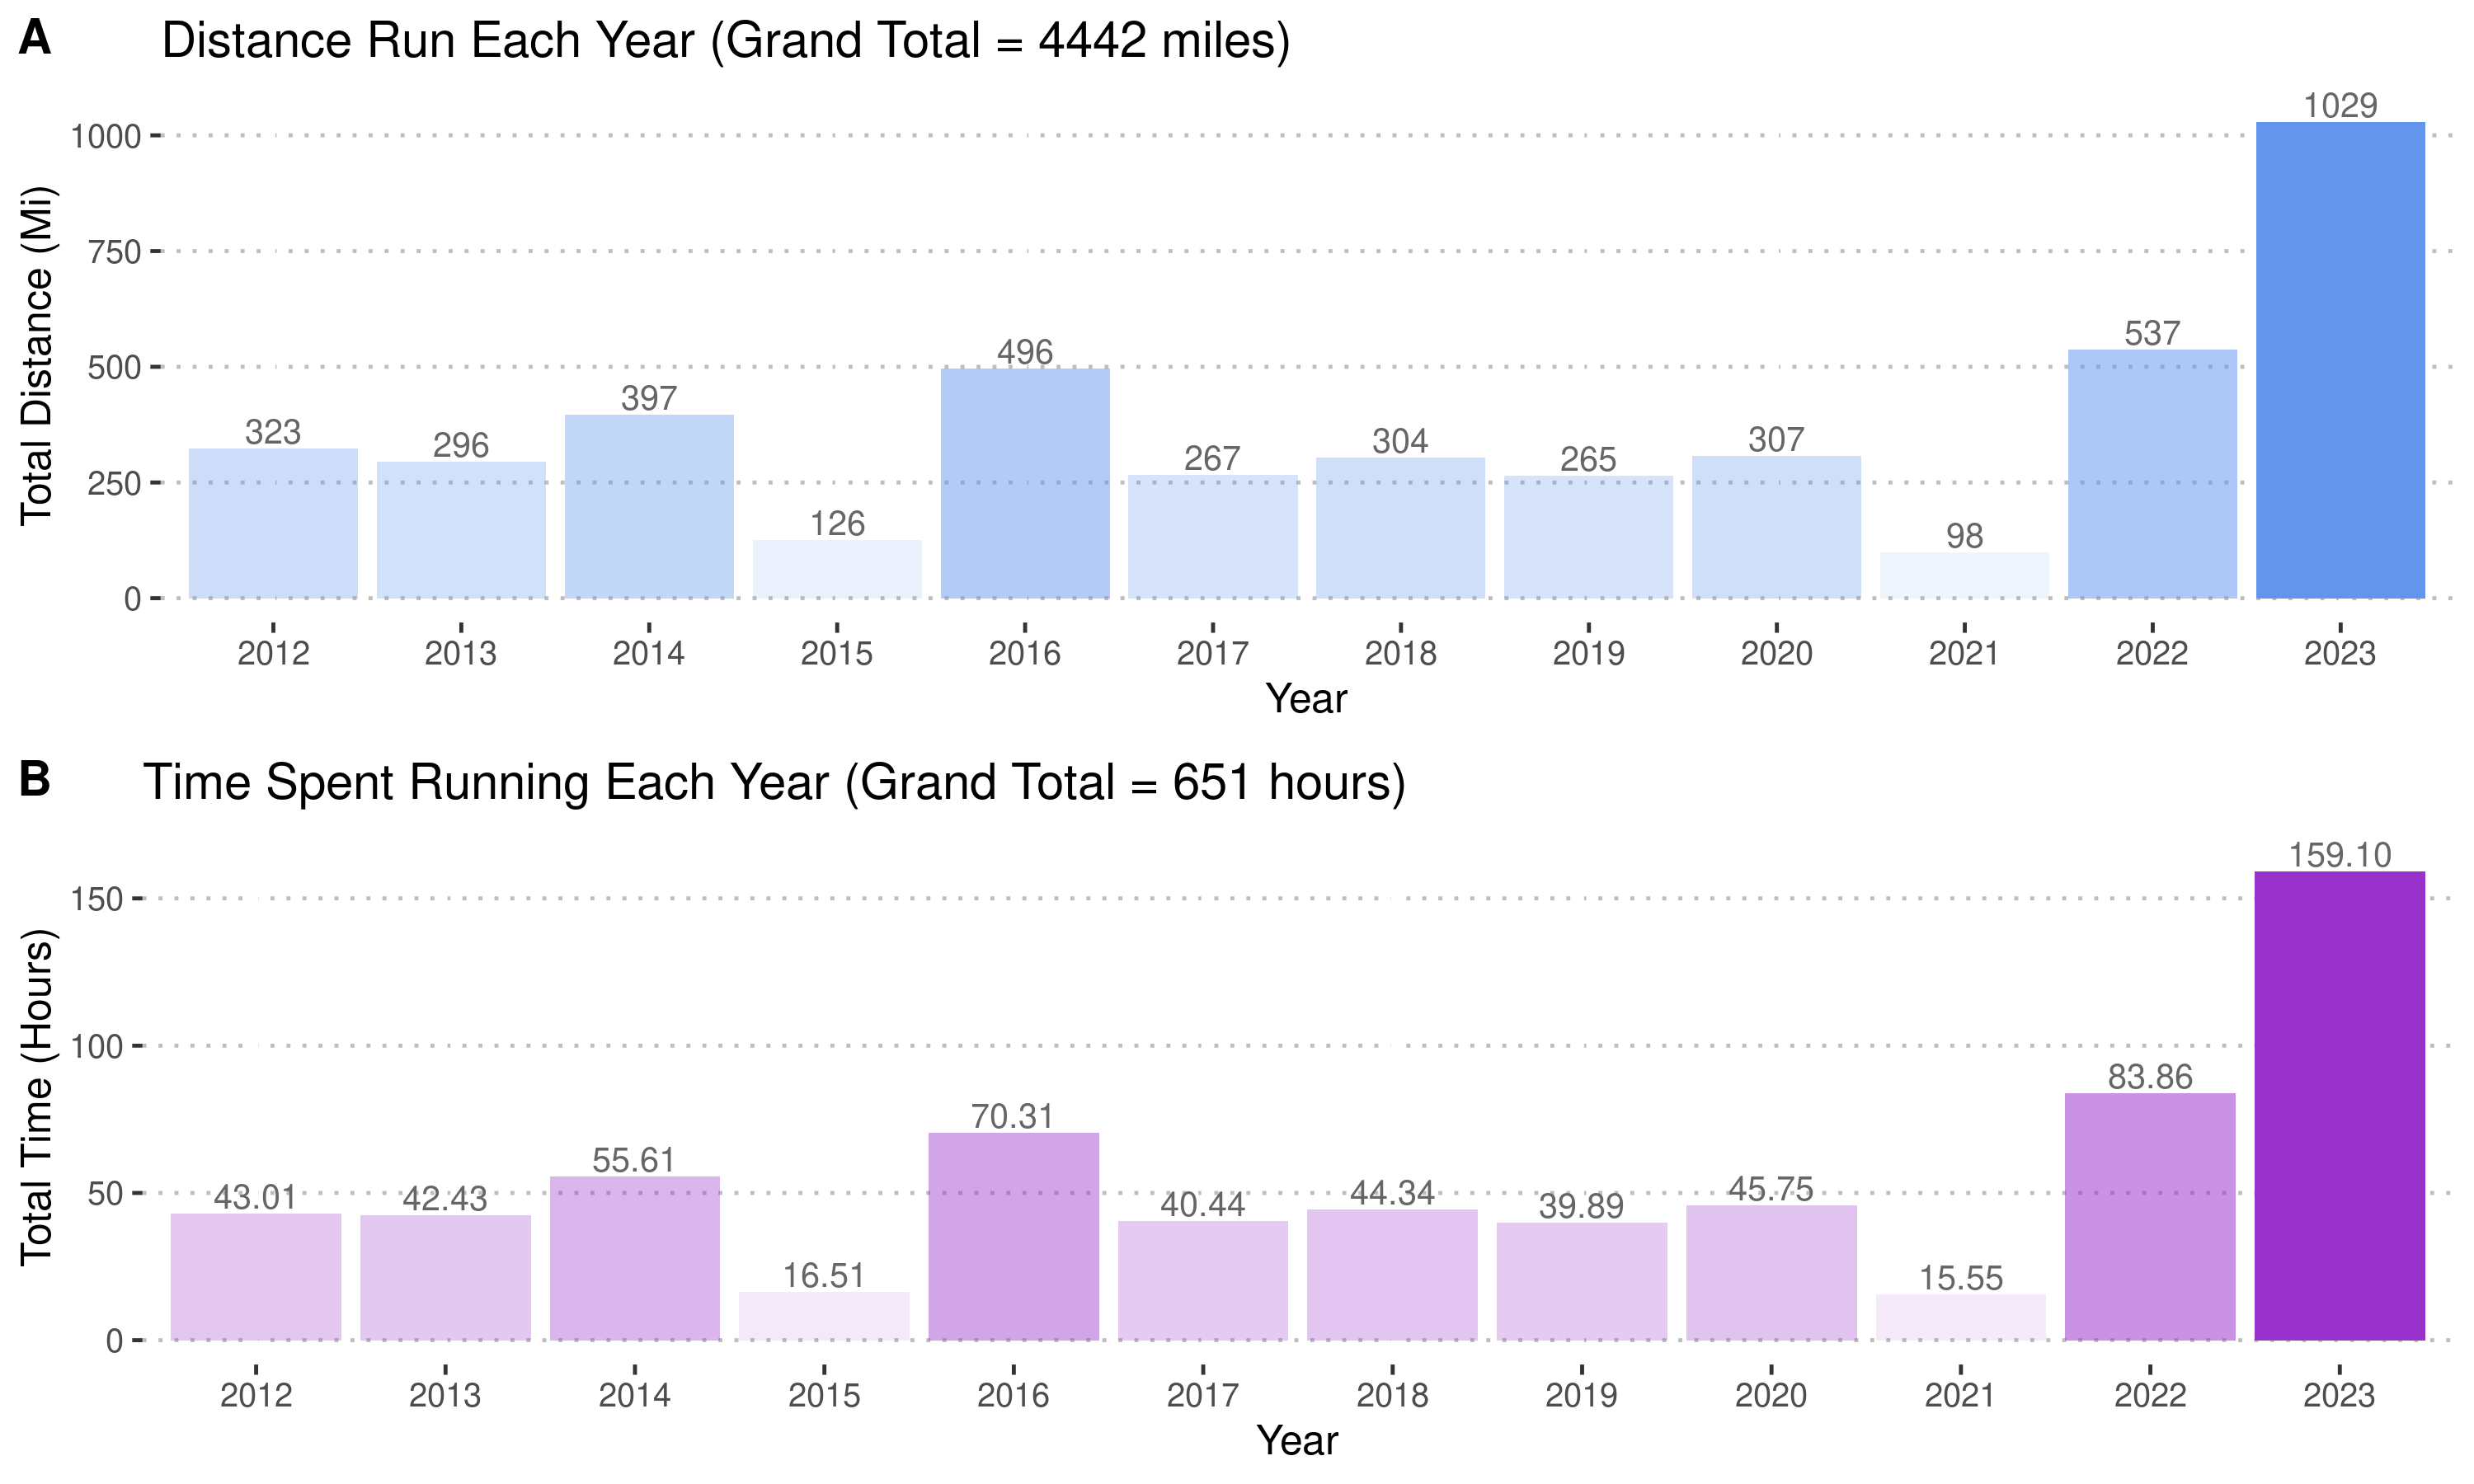 A Distance Run Each Year (Grand Total = 4442 miles)
Total Distance (Mi)
1000
750
500
250
0
323 296 397 126 496 267 304 265 307 98 537 1029
2012 2013 2014 2015 2016 2017 2018 2019 2020 2021 2022 2023
Year
B Time Spent Running Each Year (Grand Total = 651 hours)
Total Time (Hours)
150
100
50
0
43.01 42.43 55.61 16.51 70.31 40.44 44.34 39.89 45.75 15.55 83.86 159.10
2012 2013 2014 2015 2016 2017 2018 2019 2020 2021 2022 2023
Year